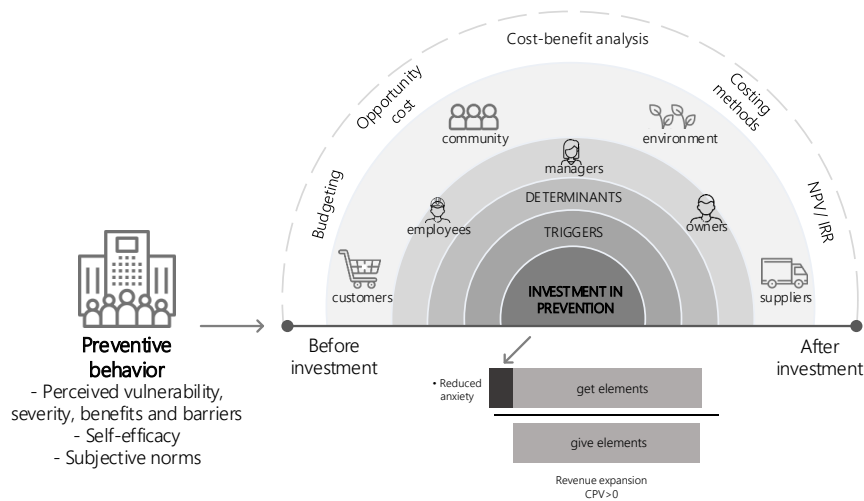 Cost-benefit analysis
Opportunity
cost
Costing
methods
Budgeting
NPV/ IRR
community
environment
managers
employees
owners
customers
suppliers
DETERMINANTS
TRIGGERS
INVESTMENT IN
PREVENTION
Preventive
behavior
- Perceived vulnerability,
severity, benefits and barriers
- Self-efficacy
- Subjective norms
Before
investment
After
investment
• Reduced
anxiety
get elements
give elements
Revenue expansion
CPV>0